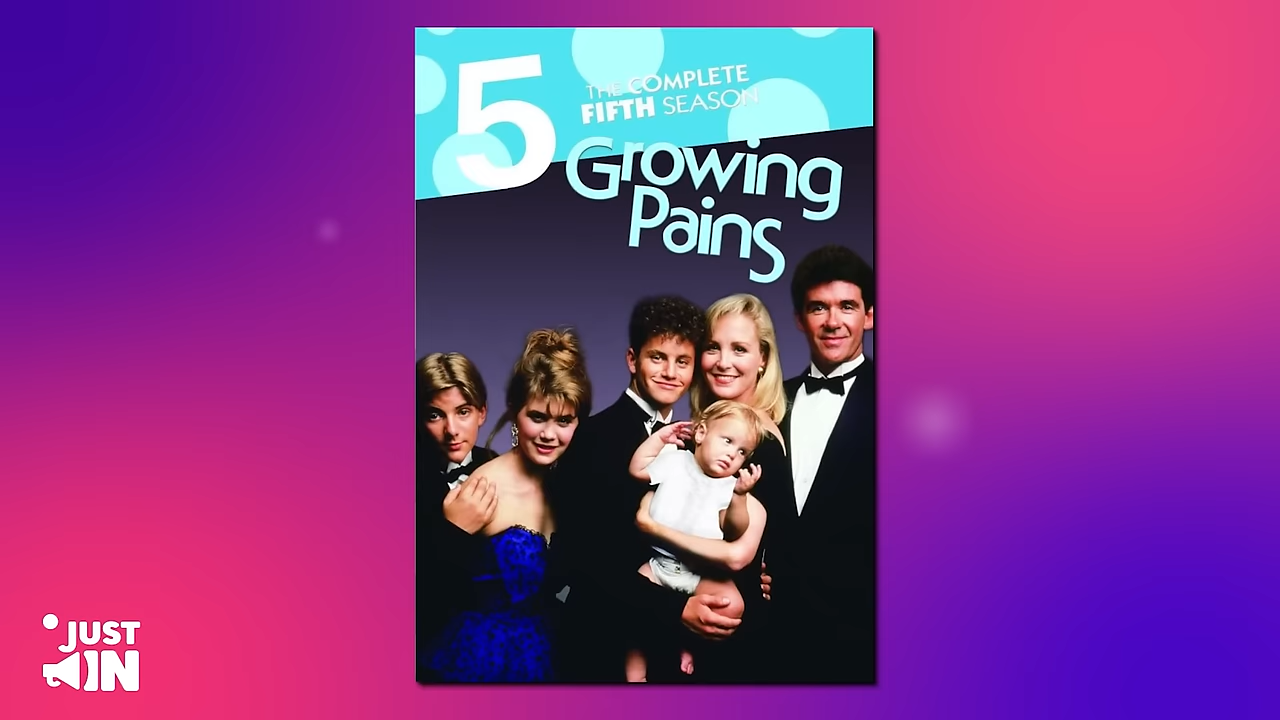 5
THE COMPLETE
FIFTH SEASON
Growing
Pains
JUST
IN